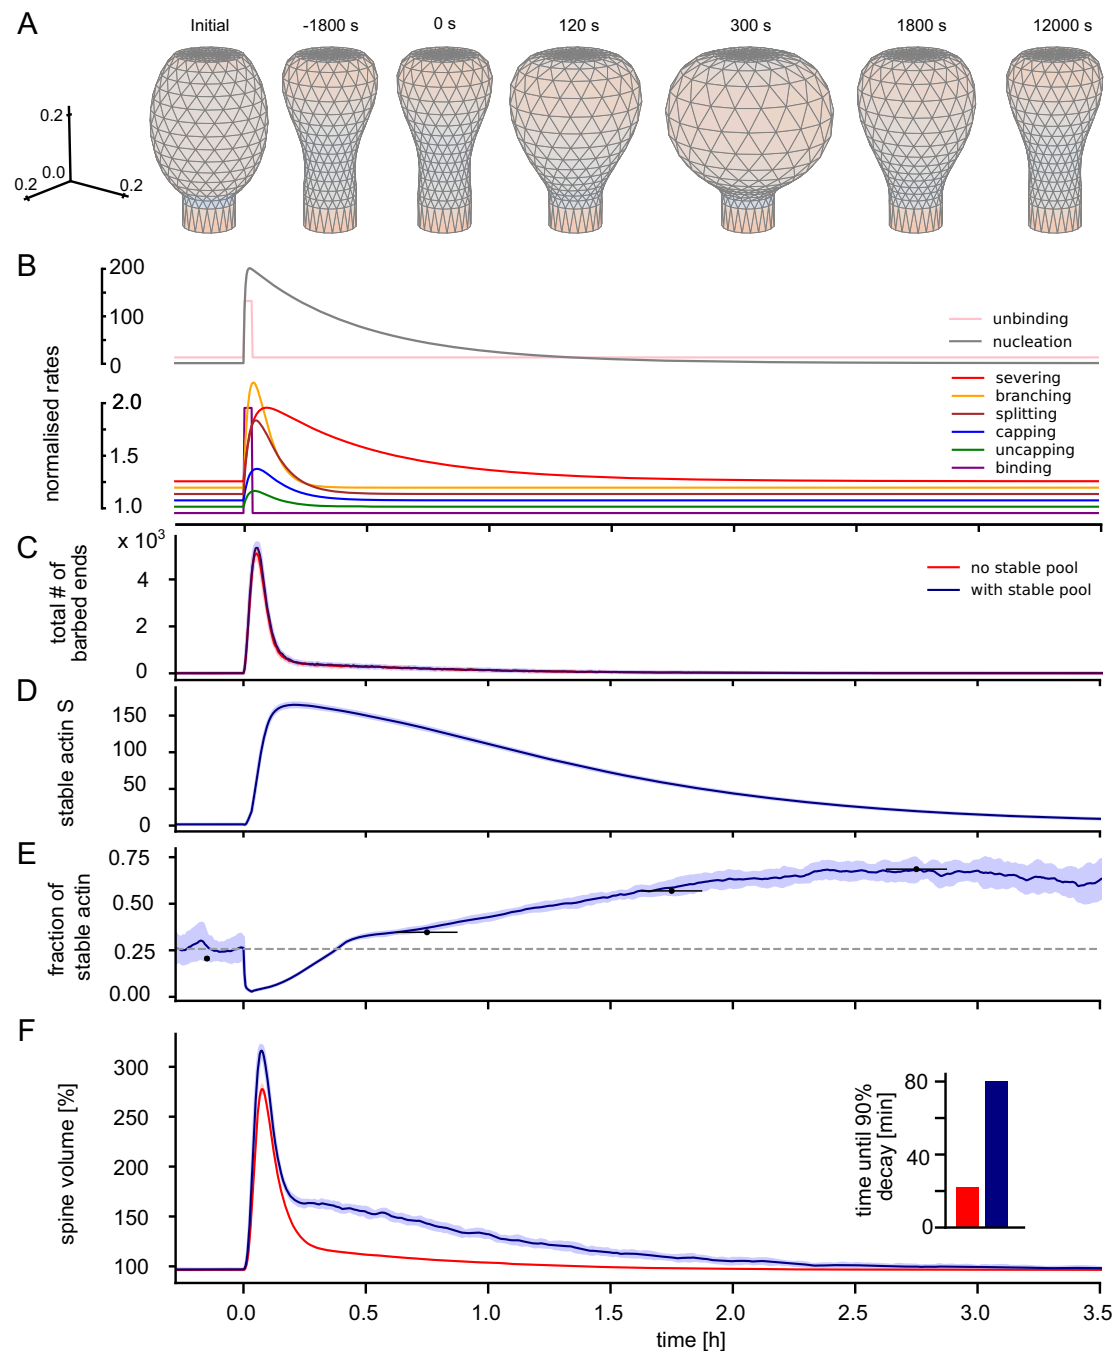 A
Initial
-1800 s
0 s
120 s
300 s
1800 s
12000 s
0.2
0.0
0.2
0.2
B
normalised rates
200
100
0
unbinding
nucleation
2.0
1.5
1.0
severing
branching
splitting
capping
uncapping
binding
C
x 10³
total # of
barbed ends
4
2
0
no stable pool
with stable pool
D
stable actin S
150
100
50
0
E
fraction of
stable actin
0.75
0.50
0.25
0.00
F
spine volume [%]
300
250
200
150
100
time until 90%
decay [min]
80
40
0
0.0
0.5
1.0
1.5
2.0
2.5
3.0
3.5
time [h]